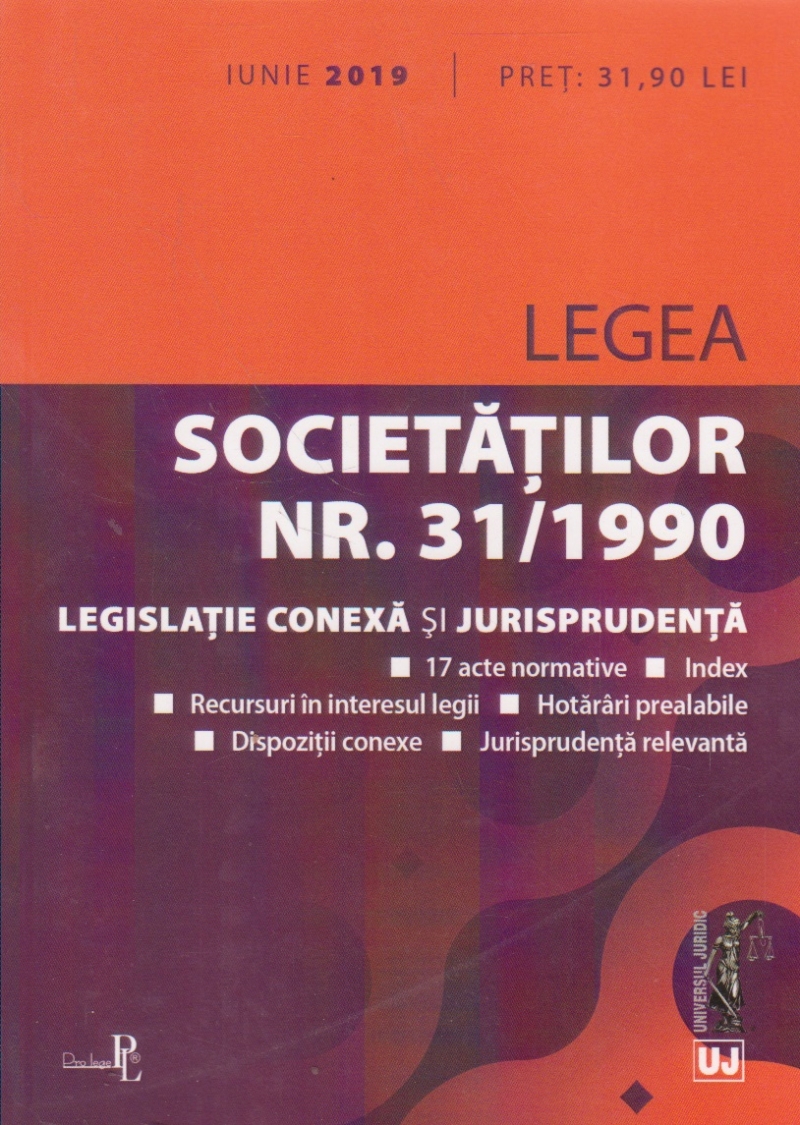 IUNIE 2019 | PREȚ: 31,90 LEI
LEGEA
SOCIETĂȚILOR
NR. 31/1990
LEGISLAȚIE CONEXĂ ȘI JURISPRUDENȚĂ
■ 17 acte normative ■ Index
■ Recursuri în interesul legii ■ Hotărâri prealabile
■ Dispoziții conexe ■ Jurisprudență relevantă
UNIVERSUL JURIDIC
UJ
Pro lege PL®